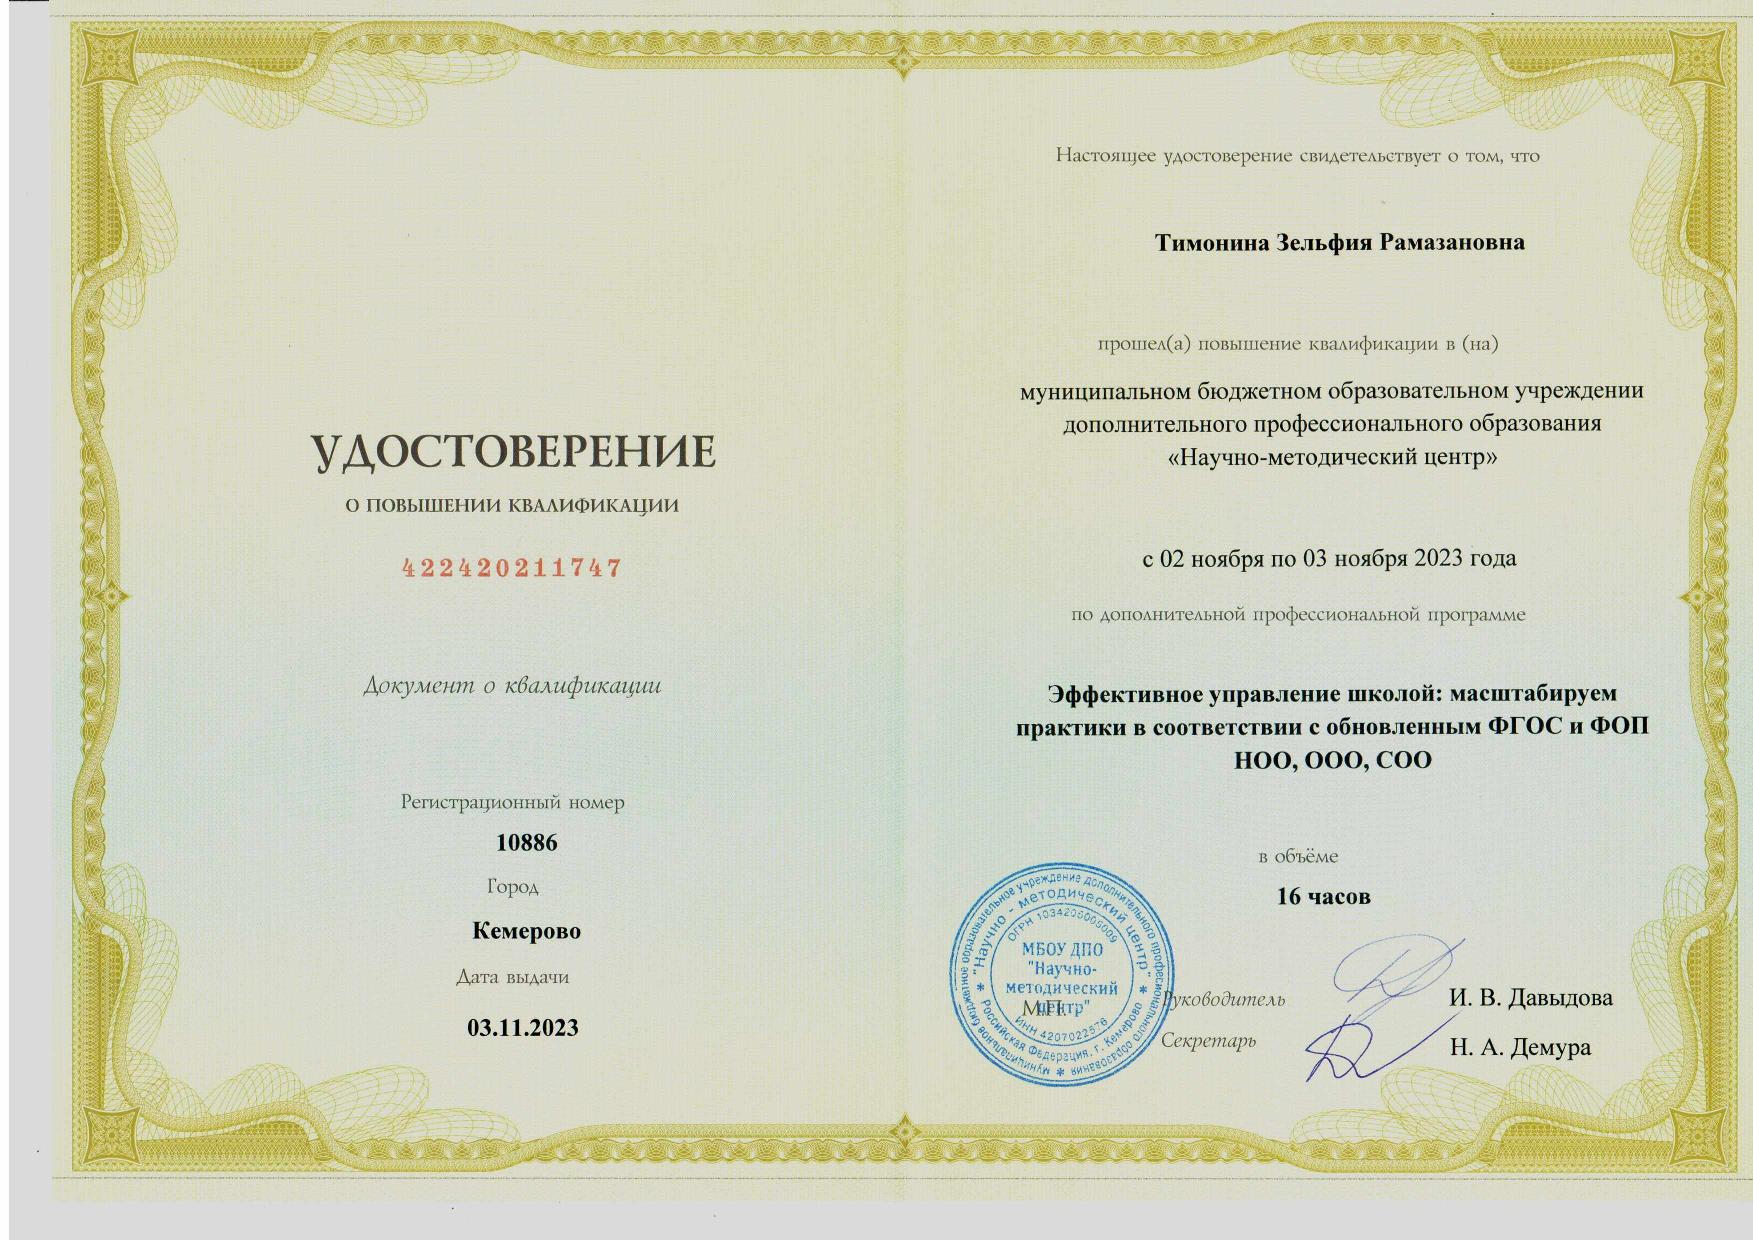 УДОСТОВЕРЕНИЕ
О ПОВЫШЕНИИ КВАЛИФИКАЦИИ
422420211747
Документ о квалификации
Регистрационный номер
10886
Город
Кемерово
Дата выдачи
03.11.2023
Настоящее удостоверение свидетельствует о том, что
Тимонина Зельфия Рамазановна
прошел(а) повышение квалификации в (на)
муниципальном бюджетном образовательном учреждении
дополнительного профессионального образования
«Научно-методический центр»
с 02 ноября по 03 ноября 2023 года
по дополнительной профессиональной программе
Эффективное управление школой: масштабируем
практики в соответствии с обновленным ФГОС и ФОП
НОО, ООО, СОО
в объёме
16 часов
муниципальное бюджетное образовательное учреждение дополнительного профессионального образования
"Научно - методический центр"
Российская Федерация, г. Кемерово
ОГРН 1034205005009
МБОУ ДПО
"Научно-
методический
центр"
ИНН 4207022576
М.П.
Руководитель
И. В. Давыдова
Секретарь
Н. А. Демура